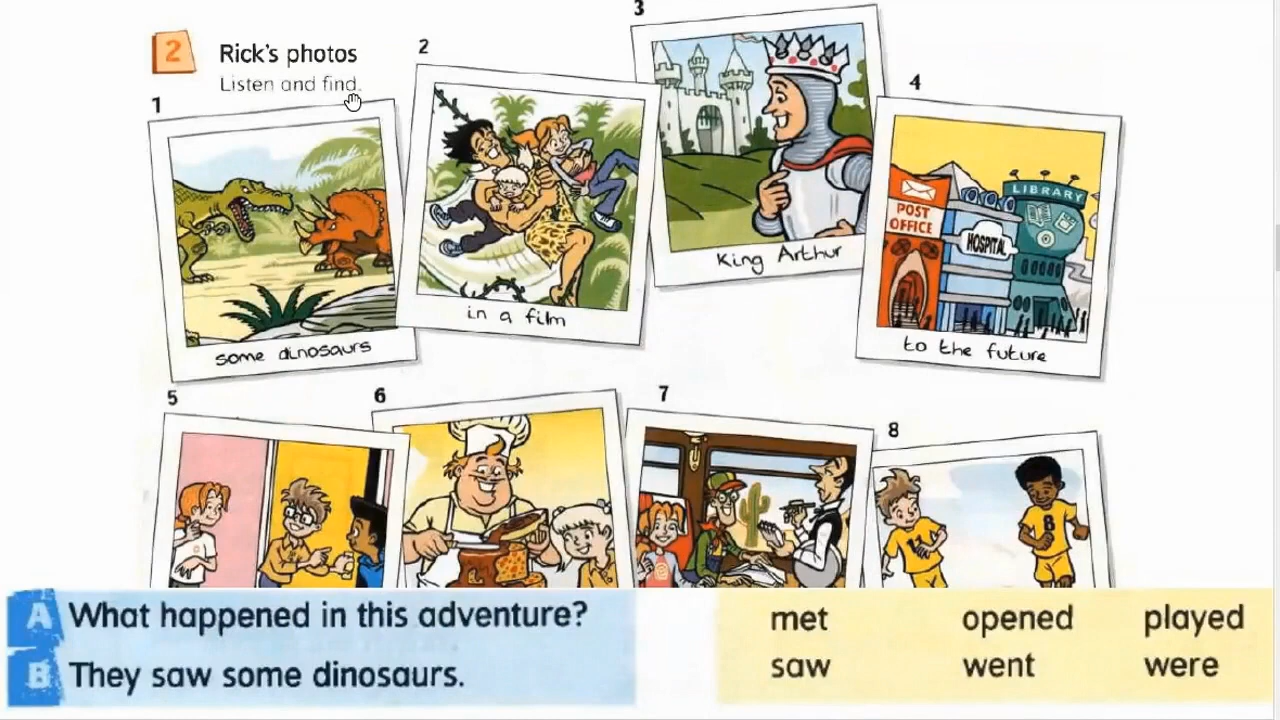 2 Rick's photos
Listen and find.
1
some dinosaurs
2
in a film
3
King Arthur
4
POST
OFFICE
HOSPITAL
LIBRARY
to the future
5
6
7
8
8
A What happened in this adventure?
B They saw some dinosaurs.
met opened played
saw went were